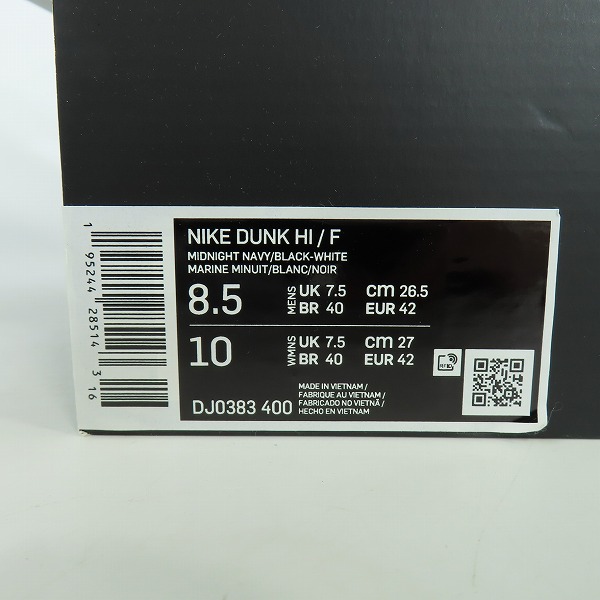 NIKE DUNK HI / F
MIDNIGHT NAVY/BLACK-WHITE
MARINE MINUIT/BLANC/NOIR
8.5 MENS UK 7.5 CM 26.5
BR 40 EUR 42
10 WMNS UK 7.5 CM 27
BR 40 EUR 42
RFID
DJ0383 400
MADE IN VIETNAM /
FABRIQUE AU VIETNAM /
FABRICADO NO VIETNÃ /
HECHO EN VIETNAM
1 95244 28514 3 16